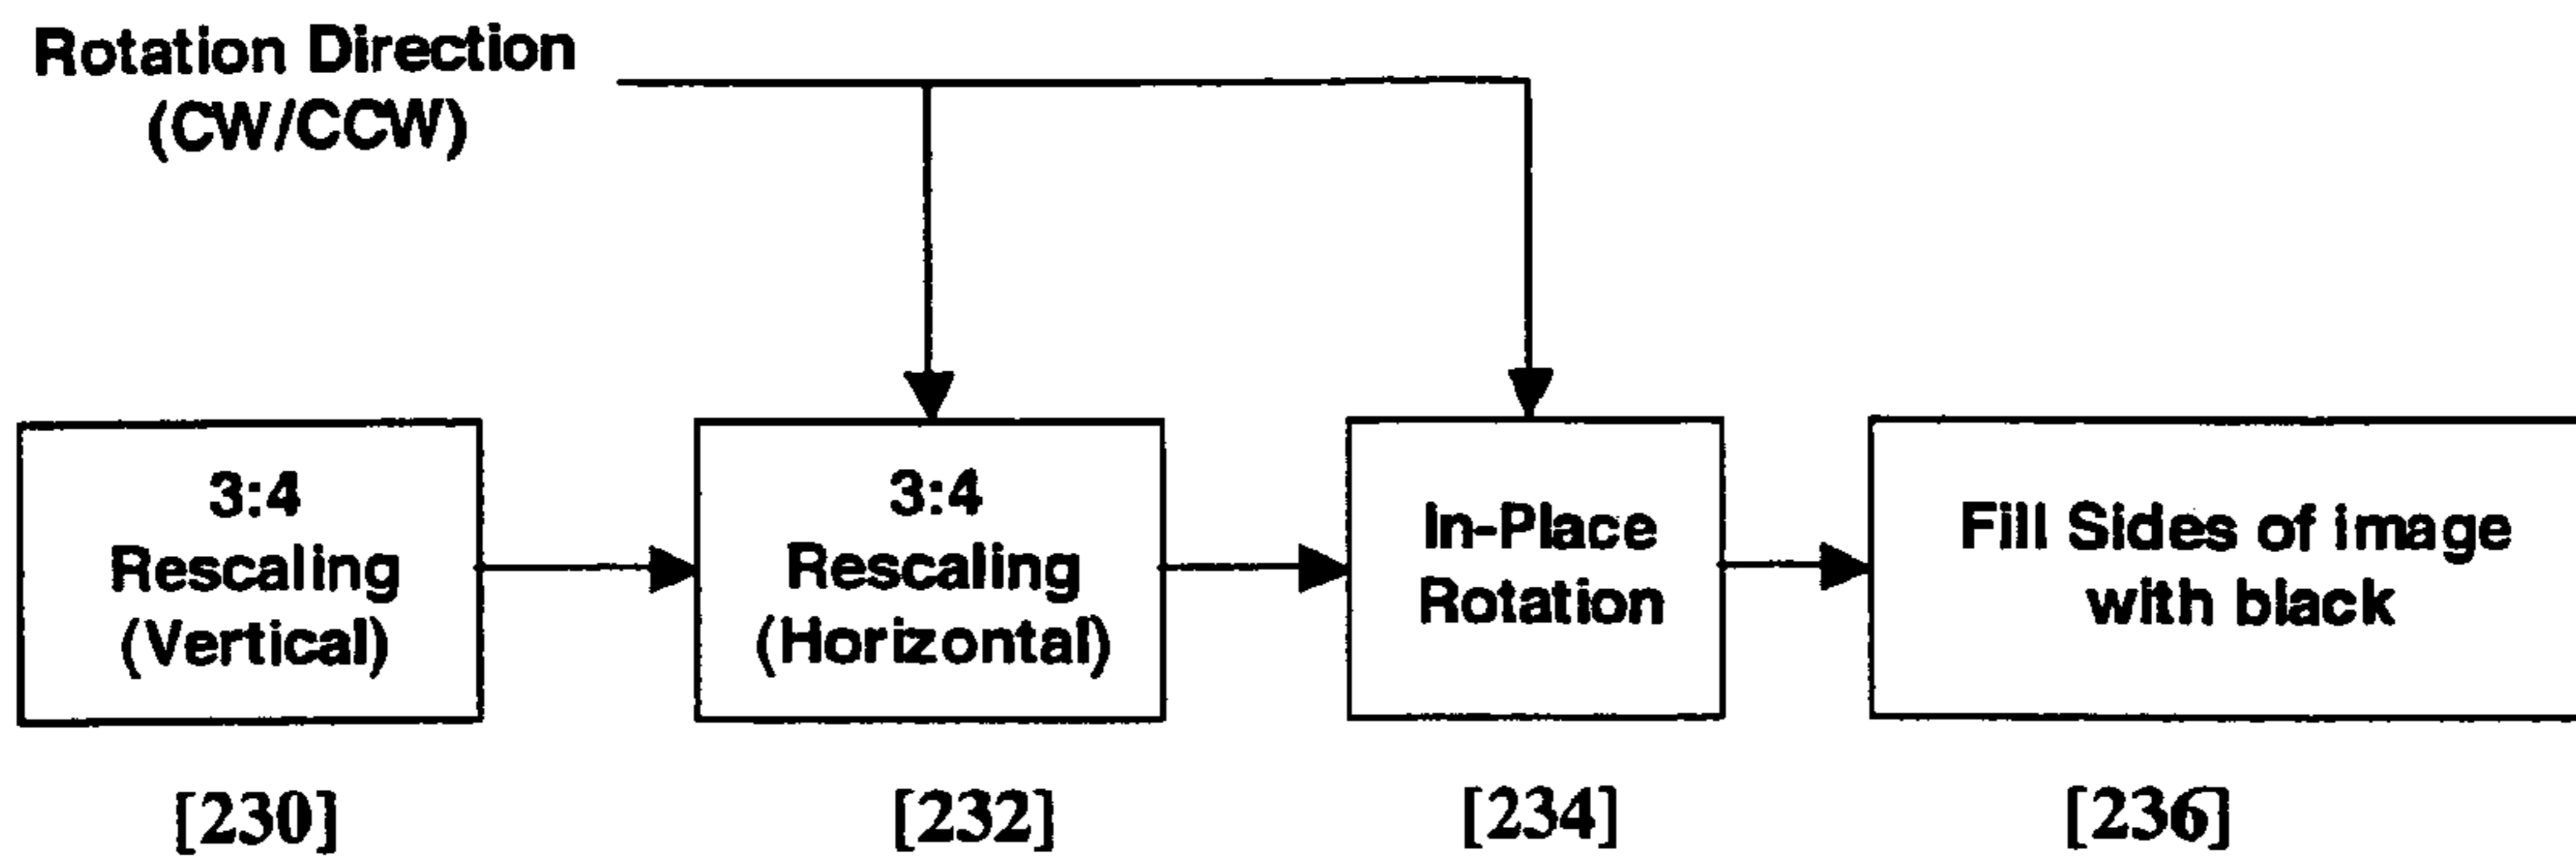 Rotation Direction
(CW/CCW)
3:4
Rescaling
(Vertical)
3:4
Rescaling
(Horizontal)
In-Place
Rotation
Fill Sides of image
with black
[230]
[232]
[234]
[236]